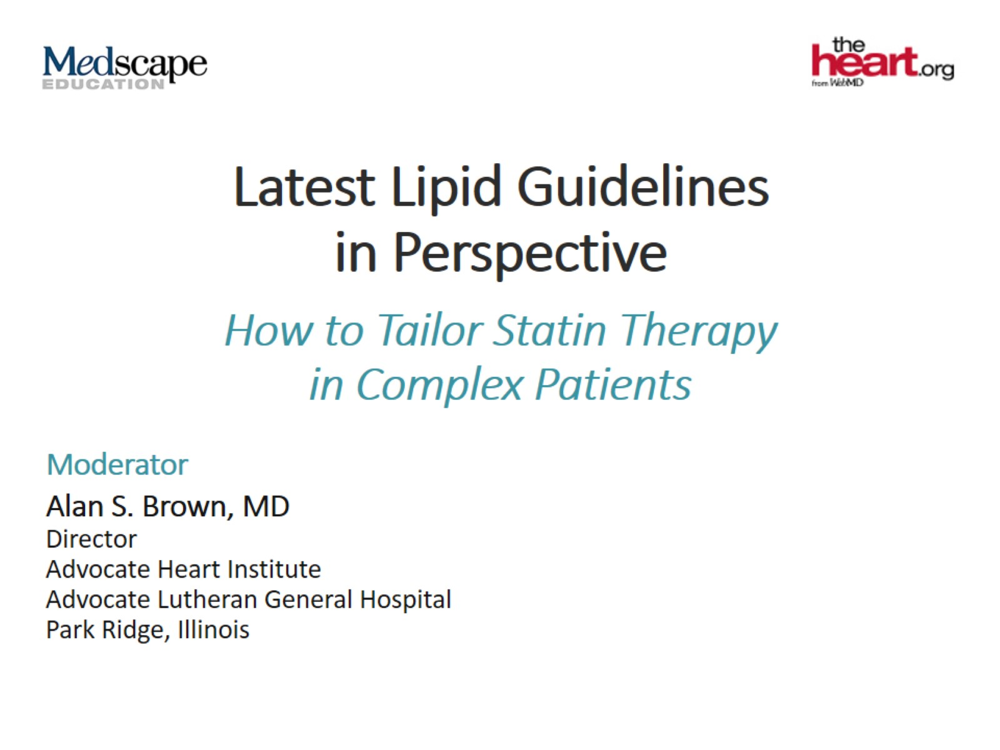 Medscape
EDUCATION
the
heart.org
from WebMD
Latest Lipid Guidelines
in Perspective
How to Tailor Statin Therapy
in Complex Patients
Moderator
Alan S. Brown, MD
Director
Advocate Heart Institute
Advocate Lutheran General Hospital
Park Ridge, Illinois